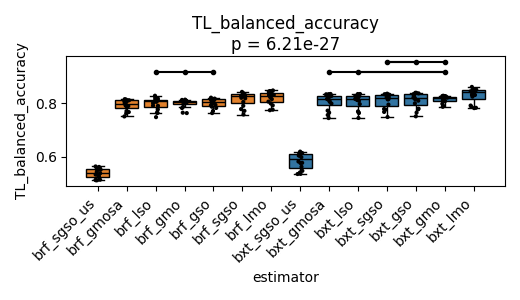 TL_balanced_accuracy
p = 6.21e-27
TL_balanced_accuracy
0.8
0.6
brf_sgso_us
brf_gmosa
brf_lso
brf_gmo
brf_gso
brf_sgso
brf_lmo
bxt_sgso_us
bxt_gmosa
bxt_lso
bxt_sgso
bxt_gso
bxt_gmo
bxt_lmo
estimator